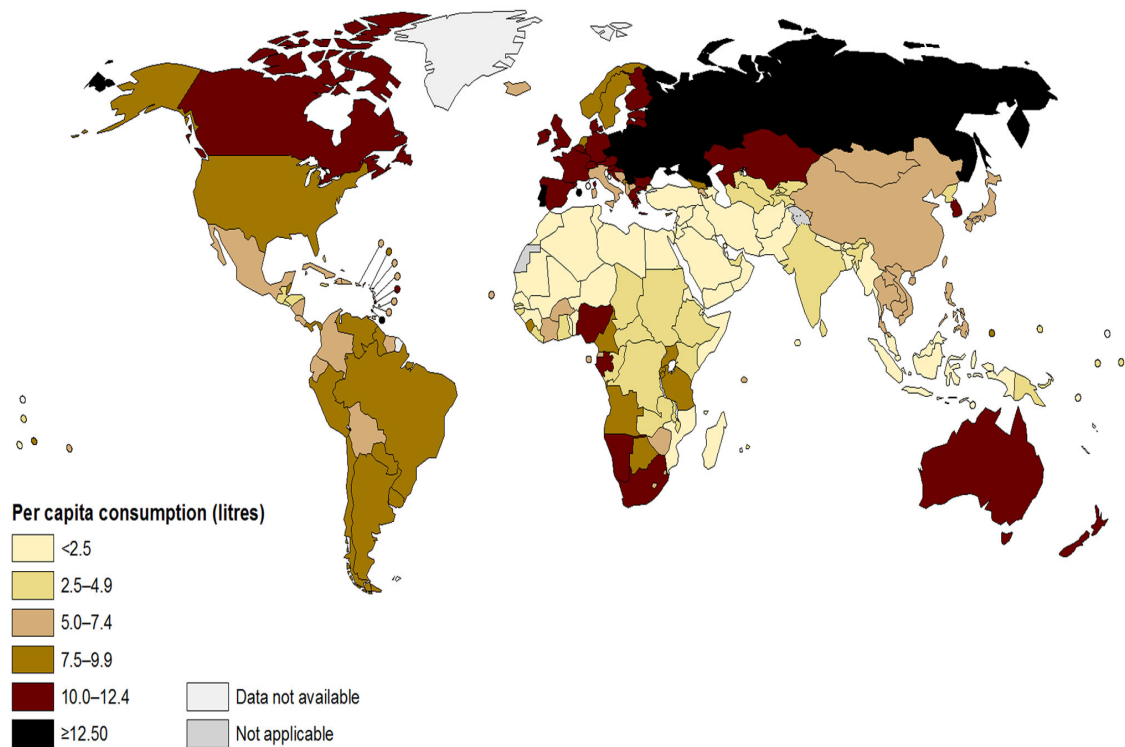 Per capita consumption (litres)
<2.5
2.5–4.9
5.0–7.4
7.5–9.9
10.0–12.4
≥12.50
Data not available
Not applicable